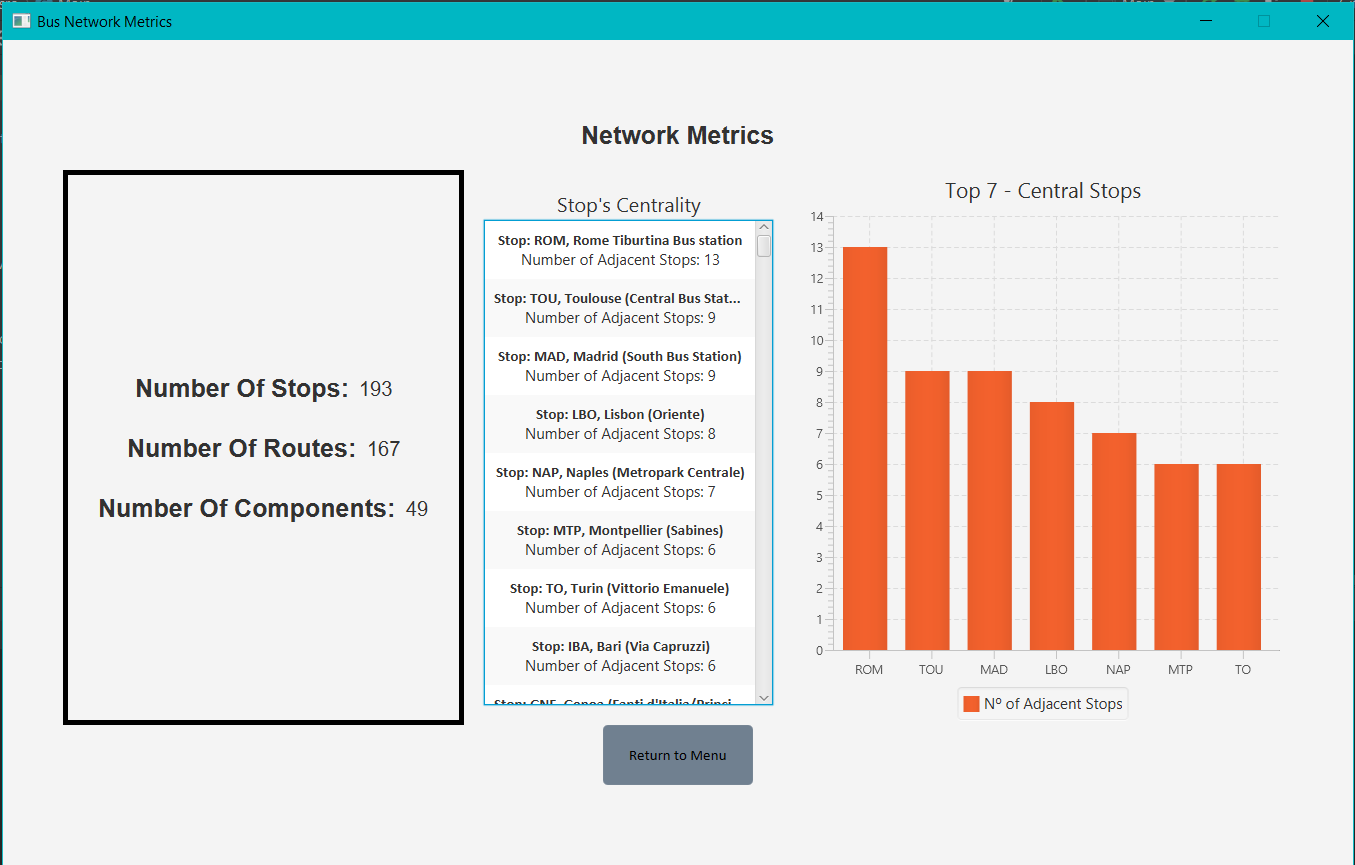 Bus Network Metrics
Network Metrics
Number Of Stops: 193
Number Of Routes: 167
Number Of Components: 49
Stop's Centrality
Stop: ROM, Rome Tiburtina Bus station
Number of Adjacent Stops: 13
Stop: TOU, Toulouse (Central Bus Stat...
Number of Adjacent Stops: 9
Stop: MAD, Madrid (South Bus Station)
Number of Adjacent Stops: 9
Stop: LBO, Lisbon (Oriente)
Number of Adjacent Stops: 8
Stop: NAP, Naples (Metropark Centrale)
Number of Adjacent Stops: 7
Stop: MTP, Montpellier (Sabines)
Number of Adjacent Stops: 6
Stop: TO, Turin (Vittorio Emanuele)
Number of Adjacent Stops: 6
Stop: IBA, Bari (Via Capruzzi)
Number of Adjacent Stops: 6
Top 7 - Central Stops
14
13
12
11
10
9
8
7
6
5
4
3
2
1
0
ROM TOU MAD LBO NAP MTP TO
Nº of Adjacent Stops
Return to Menu